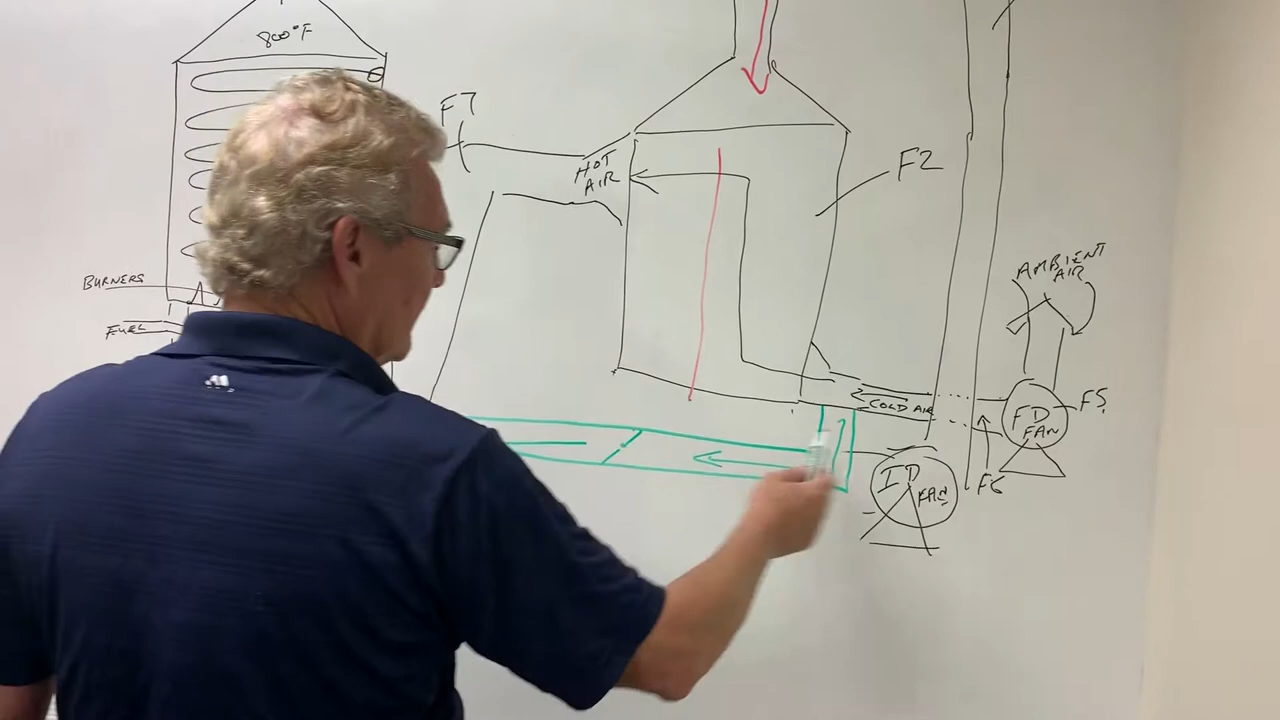 800°F
F7
HOT
AIR
F2
AMBIENT
AIR
BURNERS
FUEL
COLD AIR
FD
FAN
F5
ID
FAN
F6